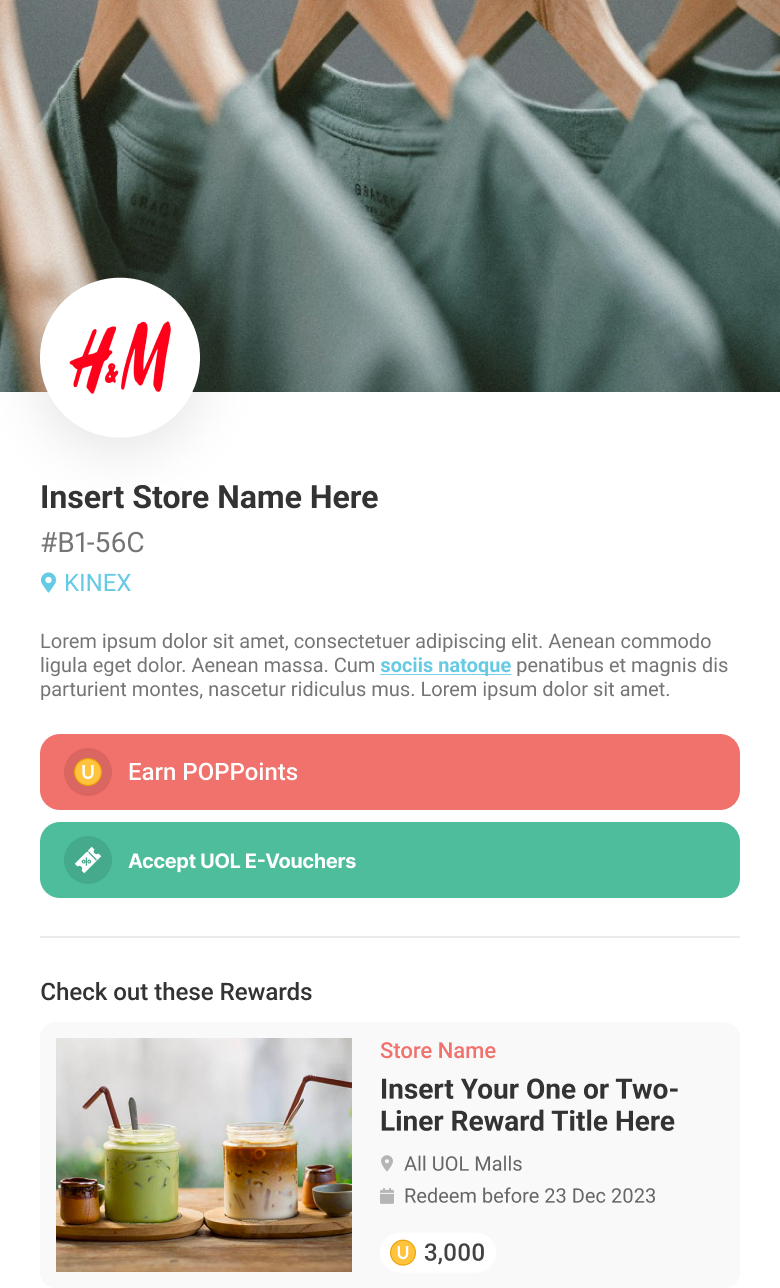 H&M
Insert Store Name Here
#B1-56C
KINEX
Lorem ipsum dolor sit amet, consectetuer adipiscing elit. Aenean commodo
ligula eget dolor. Aenean massa. Cum sociis natoque penatibus et magnis dis
parturient montes, nascetur ridiculus mus. Lorem ipsum dolor sit amet.
U Earn POPPoints
Accept UOL E-Vouchers
Check out these Rewards
Store Name
Insert Your One or Two-
Liner Reward Title Here
All UOL Malls
Redeem before 23 Dec 2023
U 3,000